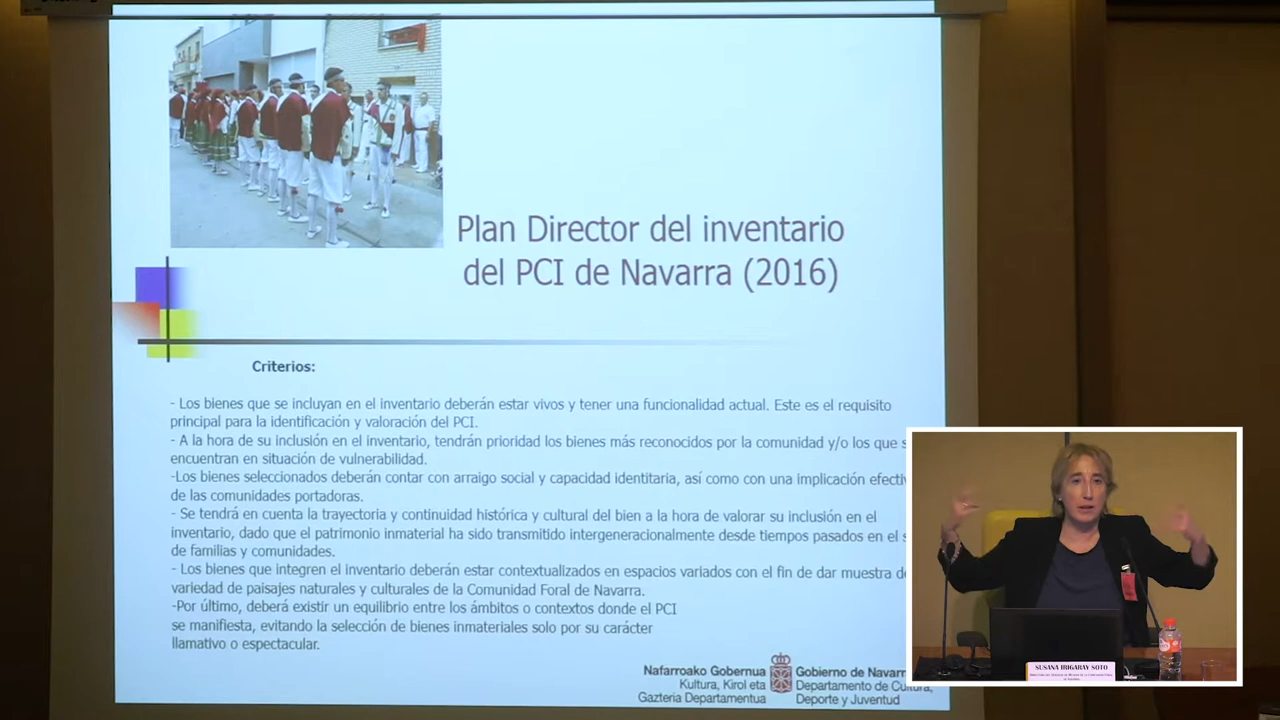 Plan Director del inventario
del PCI de Navarra (2016)
Criterios:
- Los bienes que se incluyan en el inventario deberán estar vivos y tener una funcionalidad actual. Este es el requisito
principal para la identificación y valoración del PCI.
- A la hora de su inclusión en el inventario, tendrán prioridad los bienes más reconocidos por la comunidad y/o los que s
encuentran en situación de vulnerabilidad.
-Los bienes seleccionados deberán contar con arraigo social y capacidad identitaria, así como con una implicación efectiv
de las comunidades portadoras.
- Se tendrá en cuenta la trayectoria y continuidad histórica y cultural del bien a la hora de valorar su inclusión en el
inventario, dado que el patrimonio inmaterial ha sido transmitido intergeneracionalmente desde tiempos pasados en el s
de familias y comunidades.
- Los bienes que integren el inventario deberán estar contextualizados en espacios variados con el fin de dar muestra de
variedad de paisajes naturales y culturales de la Comunidad Foral de Navarra.
-Por último, deberá existir un equilibrio entre los ámbitos o contextos donde el PCI
se manifiesta, evitando la selección de bienes inmateriales solo por su carácter
llamativo o espectacular.
Nafarroako Gobernua
Kultura, Kirol eta
Gazteria Departamentua
Gobierno de Navarr
Departamento de Cultura,
Deporte y Juventud
SUSANA IRIGARAY SOTO